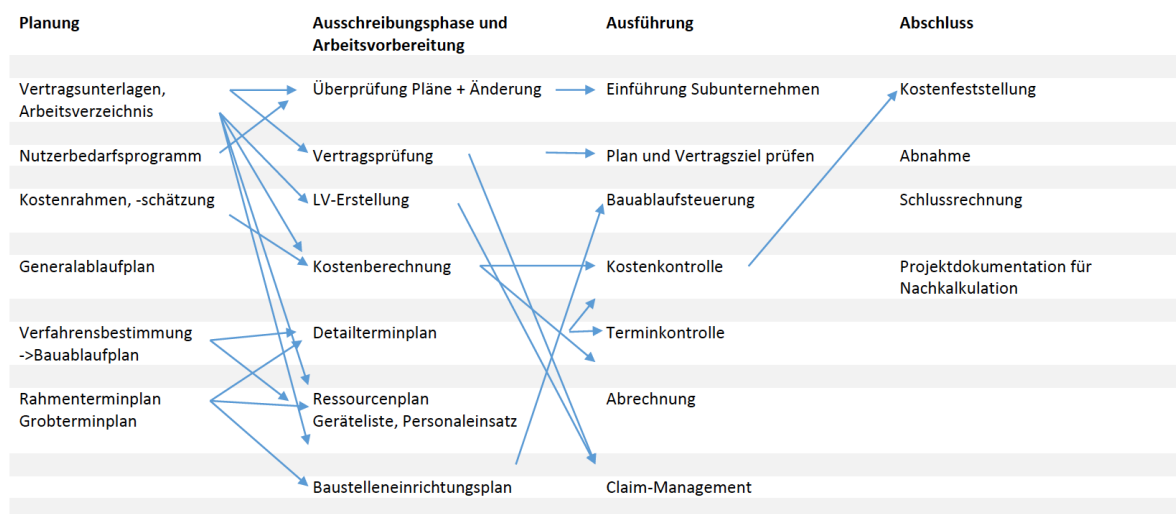 Planung
Ausschreibungsphase und
Arbeitsvorbereitung
Ausführung
Abschluss
Vertragsunterlagen,
Arbeitsverzeichnis
Überprüfung Pläne + Änderung
Einführung Subunternehmen
Kostenfeststellung
Nutzerbedarfsprogramm
Vertragsprüfung
Plan und Vertragsziel prüfen
Abnahme
Kostenrahmen, -schätzung
LV-Erstellung
Bauablaufsteuerung
Schlussrechnung
Generalablaufplan
Kostenberechnung
Kostenkontrolle
Projektdokumentation für
Nachkalkulation
Verfahrensbestimmung
->Bauablaufplan
Detailterminplan
Terminkontrolle
Rahmenterminplan
Grobterminplan
Ressourcenplan
Geräteliste, Personaleinsatz
Abrechnung
Baustelleneinrichtungsplan
Claim-Management